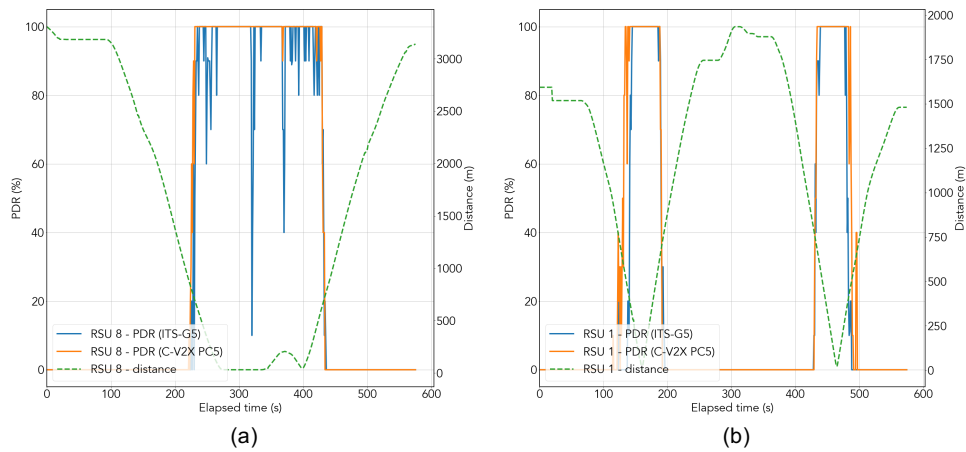 100
80
60
40
20
0
PDR (%)
3000
2500
2000
1500
1000
500
0
Distance (m)
RSU 8 - PDR (ITS-G5)
RSU 8 - PDR (C-V2X PC5)
RSU 8 - distance
0 100 200 300 400 500 600
Elapsed time (s)
(a)
100
80
60
40
20
0
PDR (%)
2000
1750
1500
1250
1000
750
500
250
0
Distance (m)
RSU 1 - PDR (ITS-G5)
RSU 1 - PDR (C-V2X PC5)
RSU 1 - distance
0 100 200 300 400 500 600
Elapsed time (s)
(b)